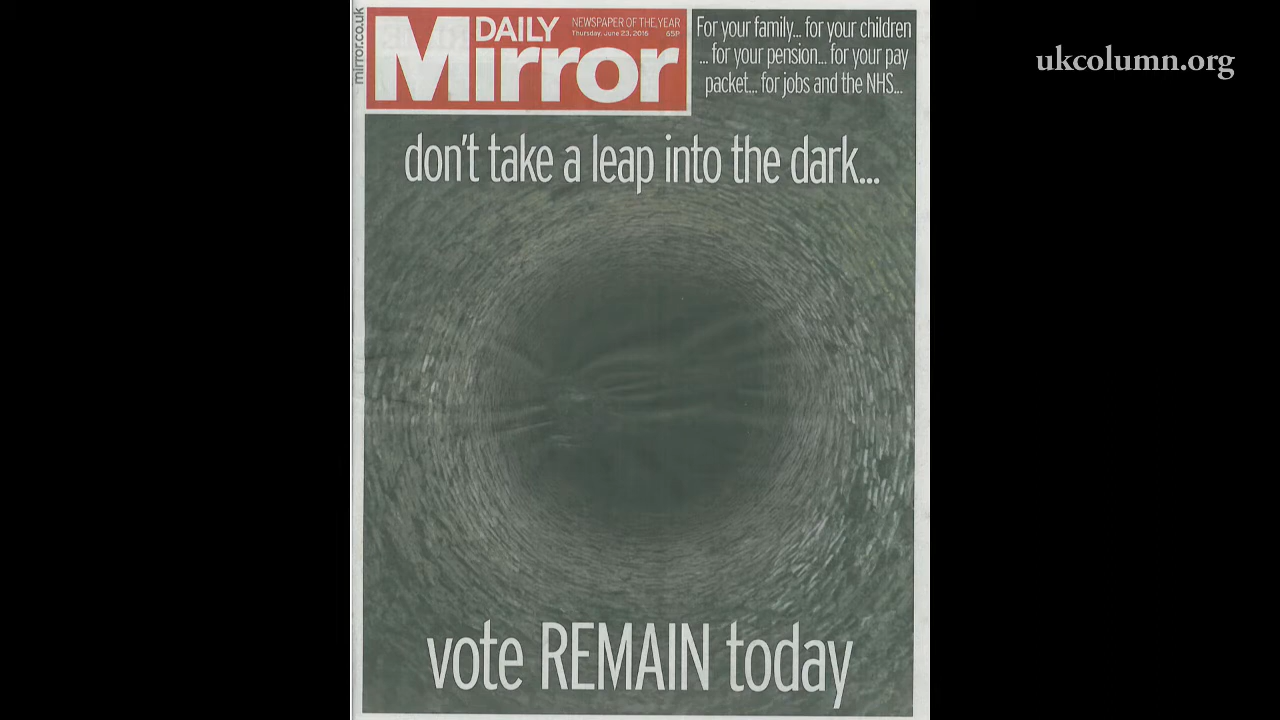 mirror.co.uk
DAILY
Mirror
NEWSPAPER OF THE YEAR
Thursday, June 23, 2016 65P
For your family... for your children
... for your pension... for your pay
packet... for jobs and the NHS...
ukcolumn.org
don't take a leap into the dark...
vote REMAIN today